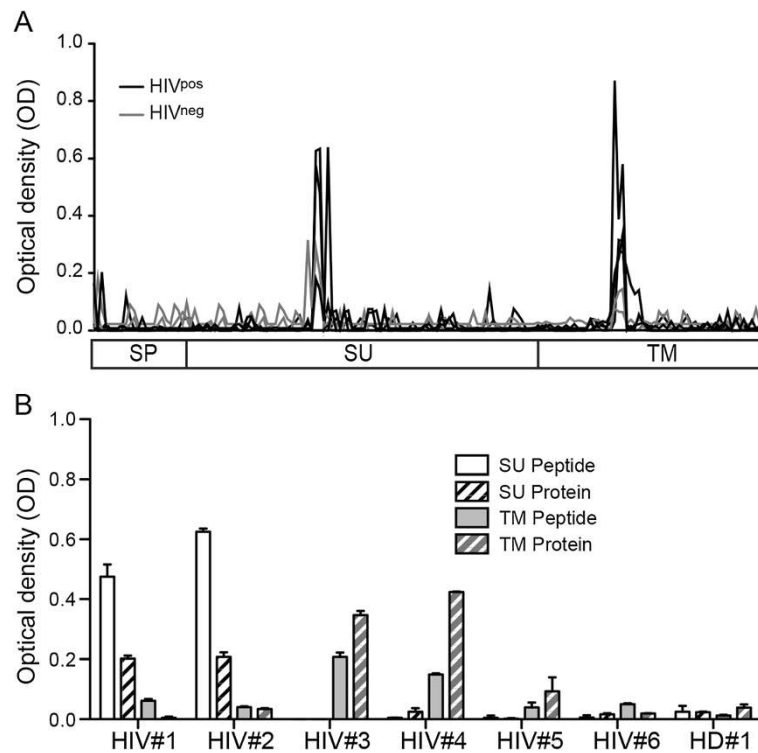 A
1.0
0.8
0.6
0.4
0.2
0.0
Optical density (OD)
HIVpos
HIVneg
SP SU TM
B
1.0
0.8
0.6
0.4
0.2
0.0
Optical density (OD)
SU Peptide
SU Protein
TM Peptide
TM Protein
HIV#1 HIV#2 HIV#3 HIV#4 HIV#5 HIV#6 HD#1